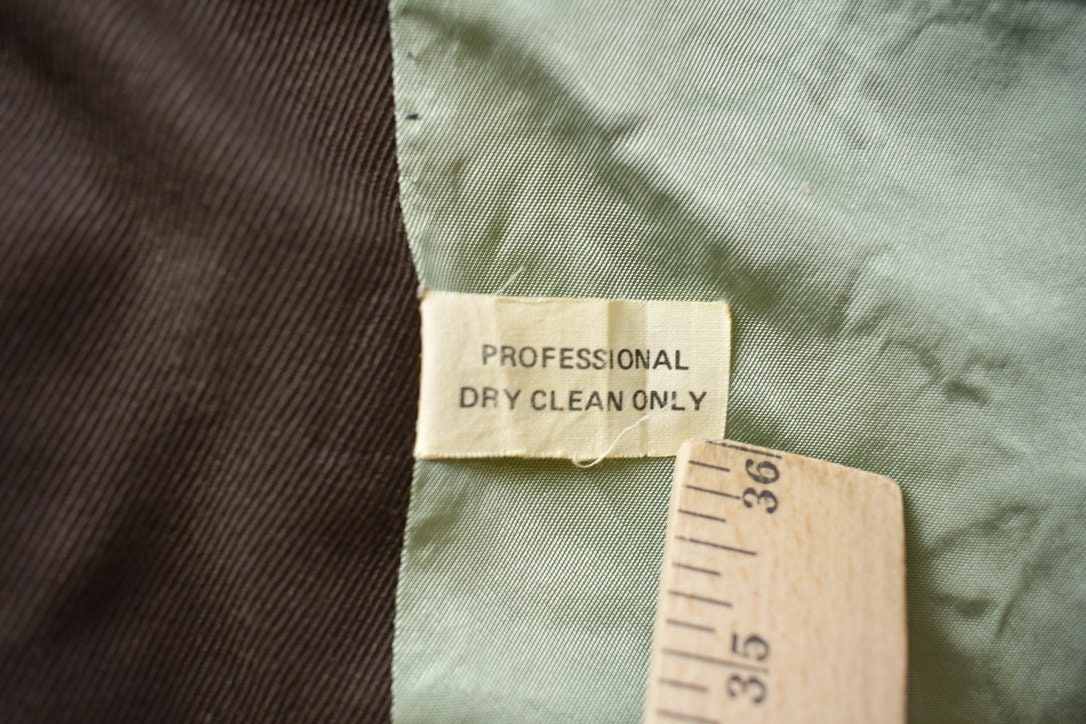 PROFESSIONAL
DRY CLEAN ONLY
36
35